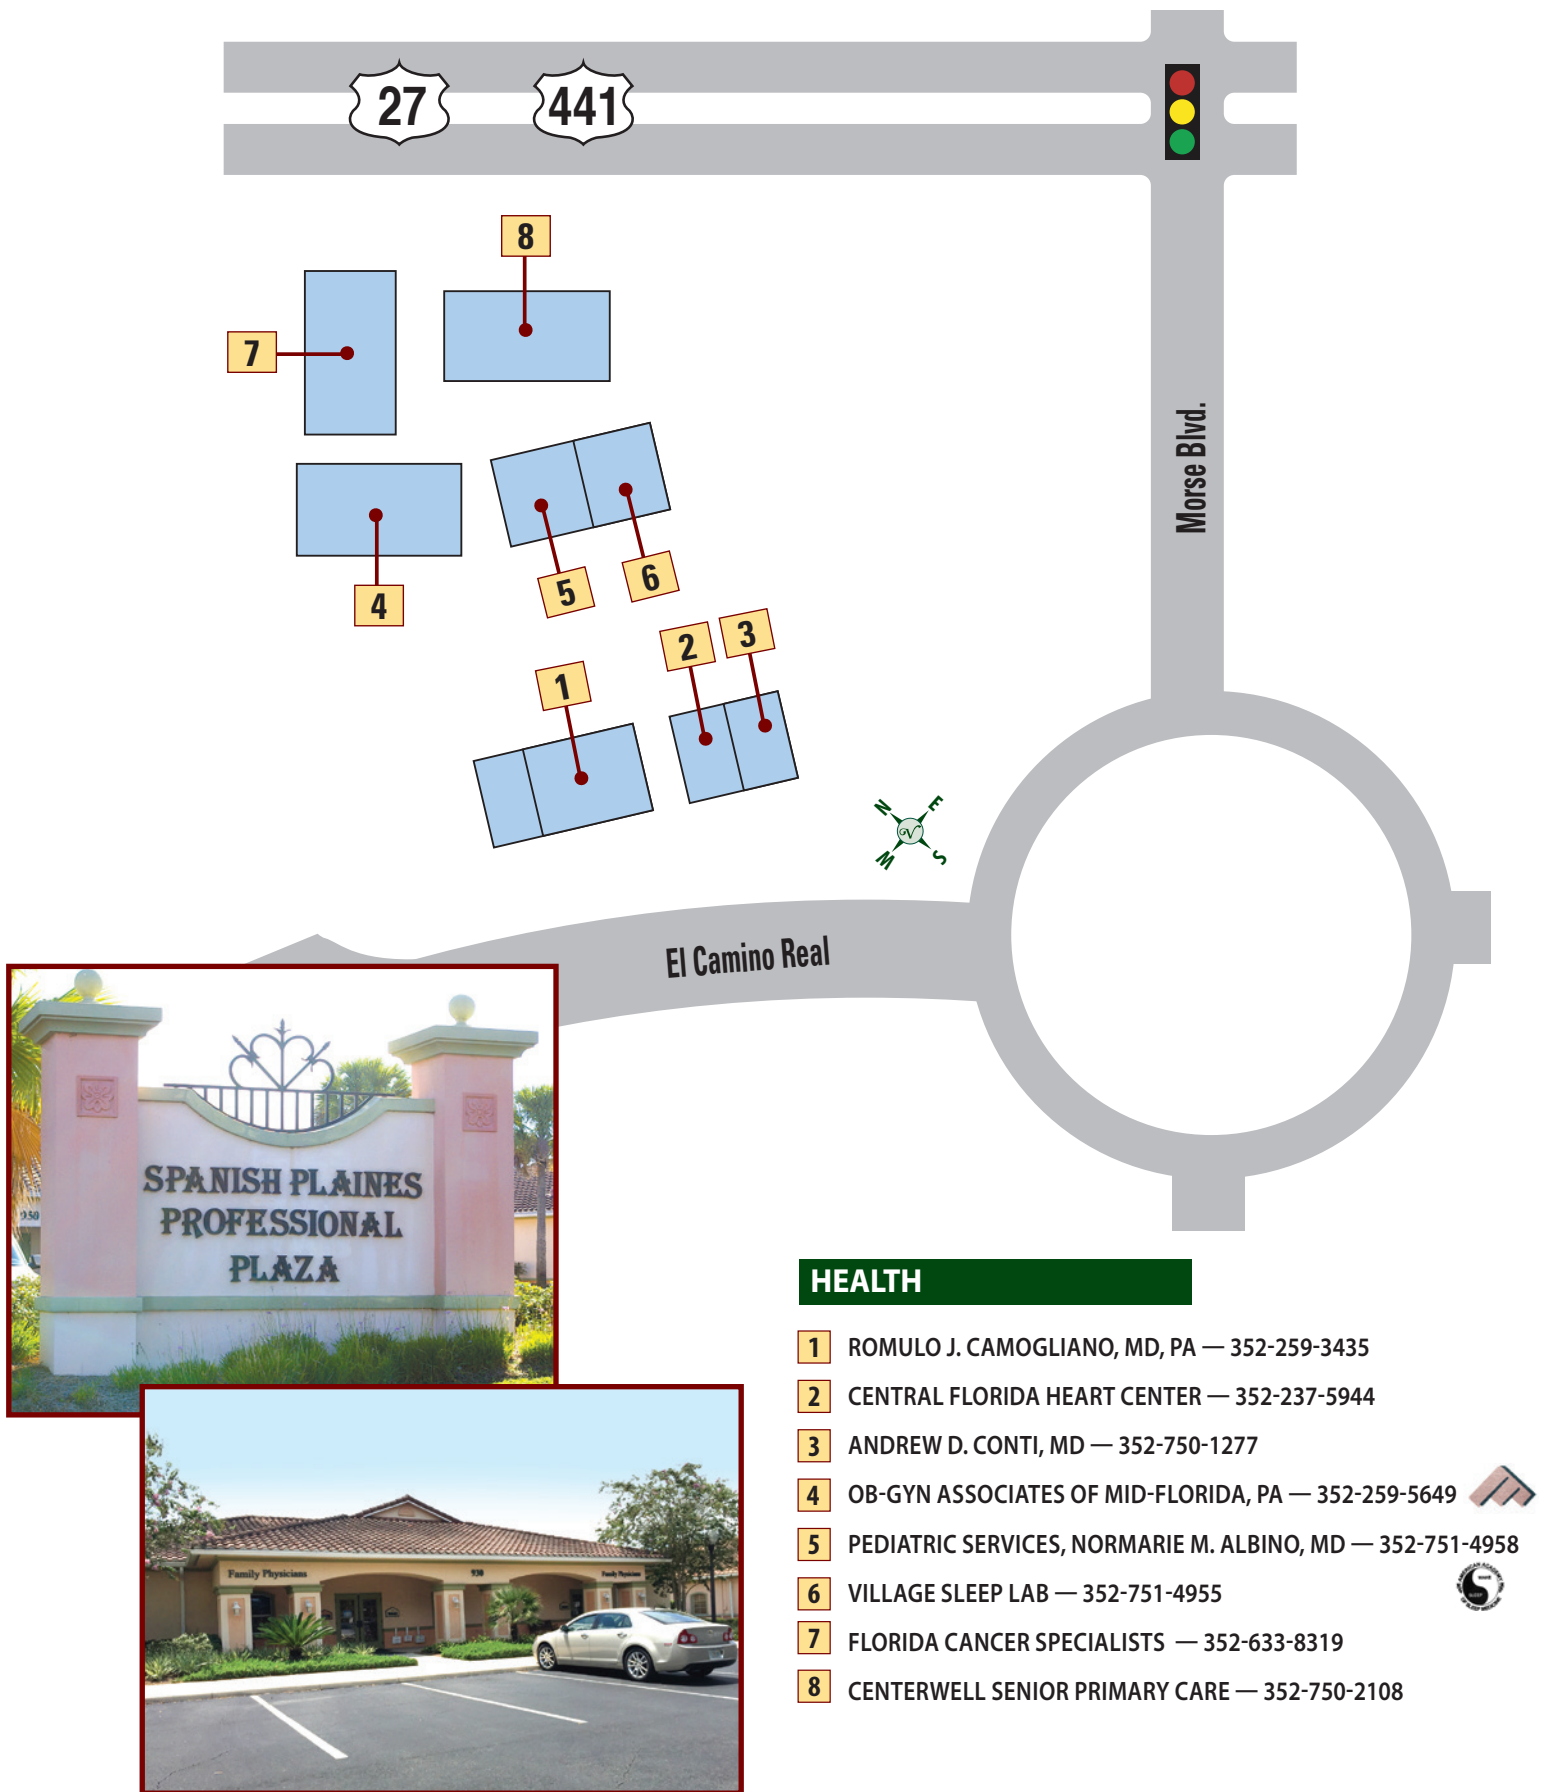 27
441
8
7
Morse Blvd.
4
5
6
1
2
3
N
E
W
S
V
El Camino Real
SPANISH PLAINES
PROFESSIONAL
PLAZA
950
Family Physicians
930
Family Physicians
HEALTH
1 ROMULO J. CAMOGLIANO, MD, PA — 352-259-3435
2 CENTRAL FLORIDA HEART CENTER — 352-237-5944
3 ANDREW D. CONTI, MD — 352-750-1277
4 OB-GYN ASSOCIATES OF MID-FLORIDA, PA — 352-259-5649
5 PEDIATRIC SERVICES, NORMARIE M. ALBINO, MD — 352-751-4958
6 VILLAGE SLEEP LAB — 352-751-4955
7 FLORIDA CANCER SPECIALISTS — 352-633-8319
8 CENTERWELL SENIOR PRIMARY CARE — 352-750-2108